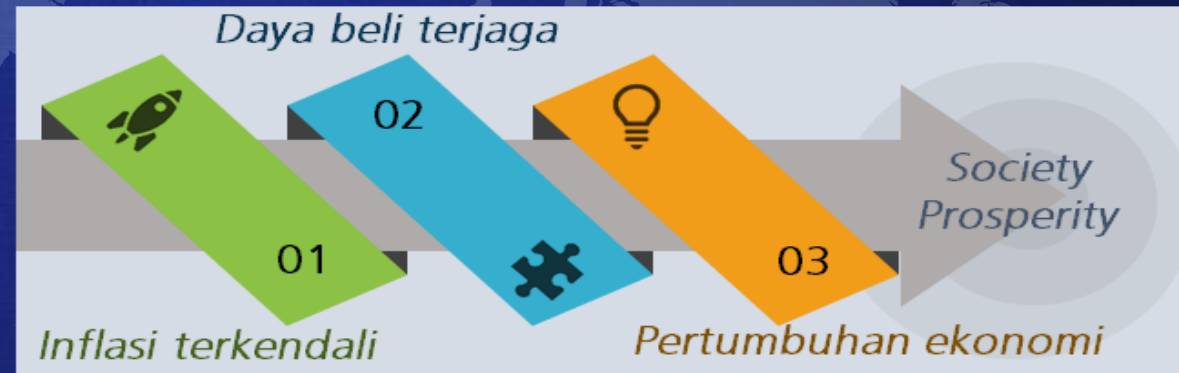 Daya beli terjaga
02
01
03
Society
Prosperity
Inflasi terkendali
Pertumbuhan ekonomi